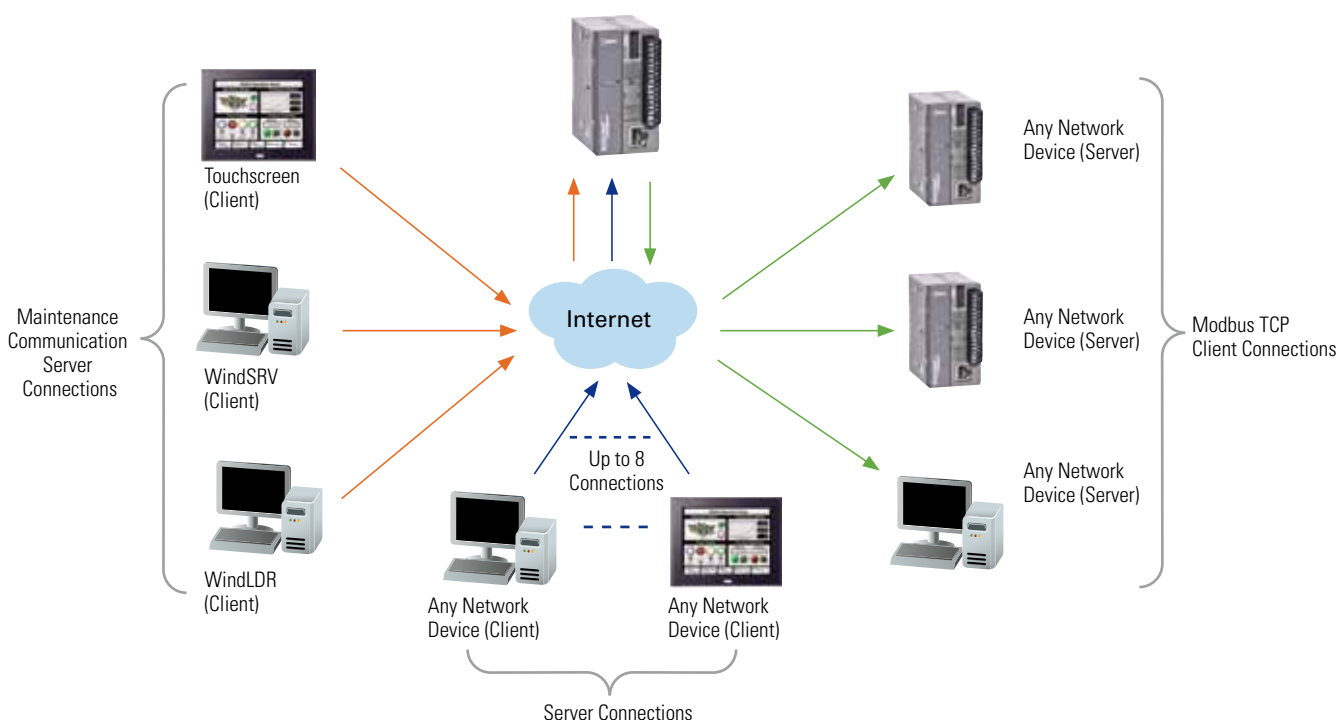 Touchscreen
(Client)
WindSRV
(Client)
WindLDR
(Client)
Maintenance
Communication
Server
Connections
Internet
Up to 8
Connections
Any Network
Device (Client)
Any Network
Device (Client)
Server Connections
Any Network
Device (Server)
Any Network
Device (Server)
Any Network
Device (Server)
Modbus TCP
Client Connections